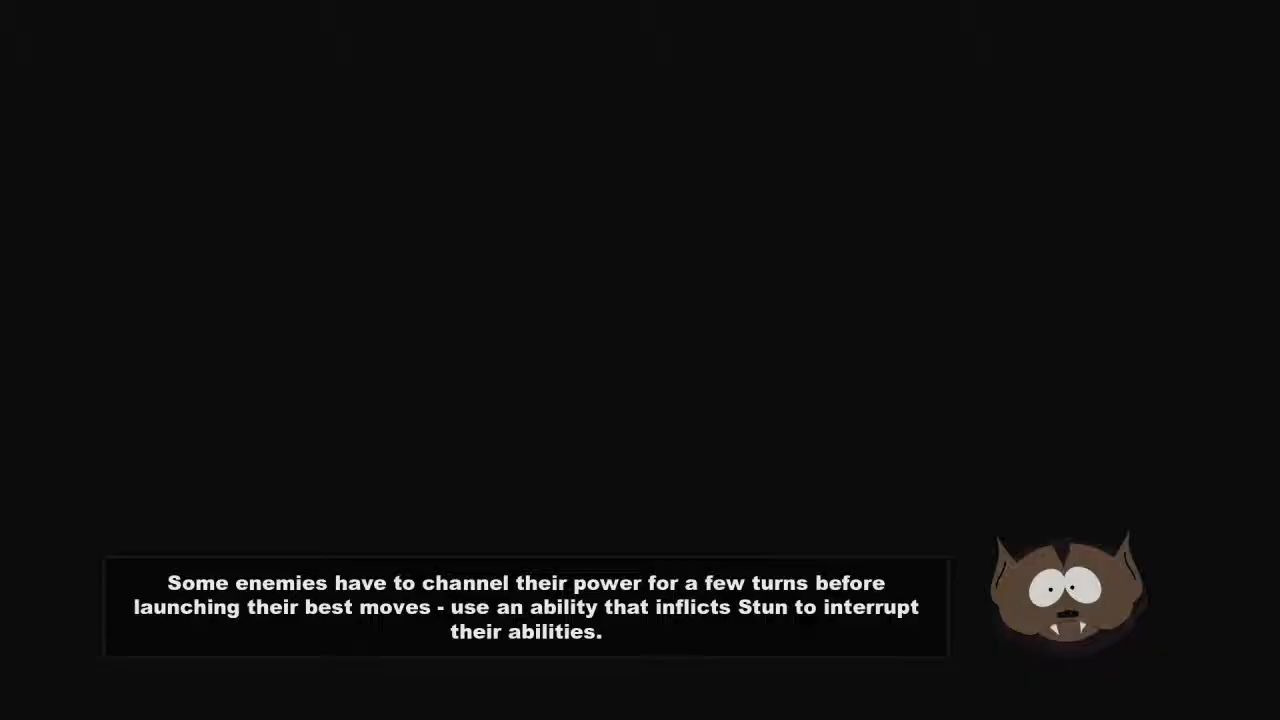 Some enemies have to channel their power for a few turns before
launching their best moves - use an ability that inflicts Stun to interrupt
their abilities.